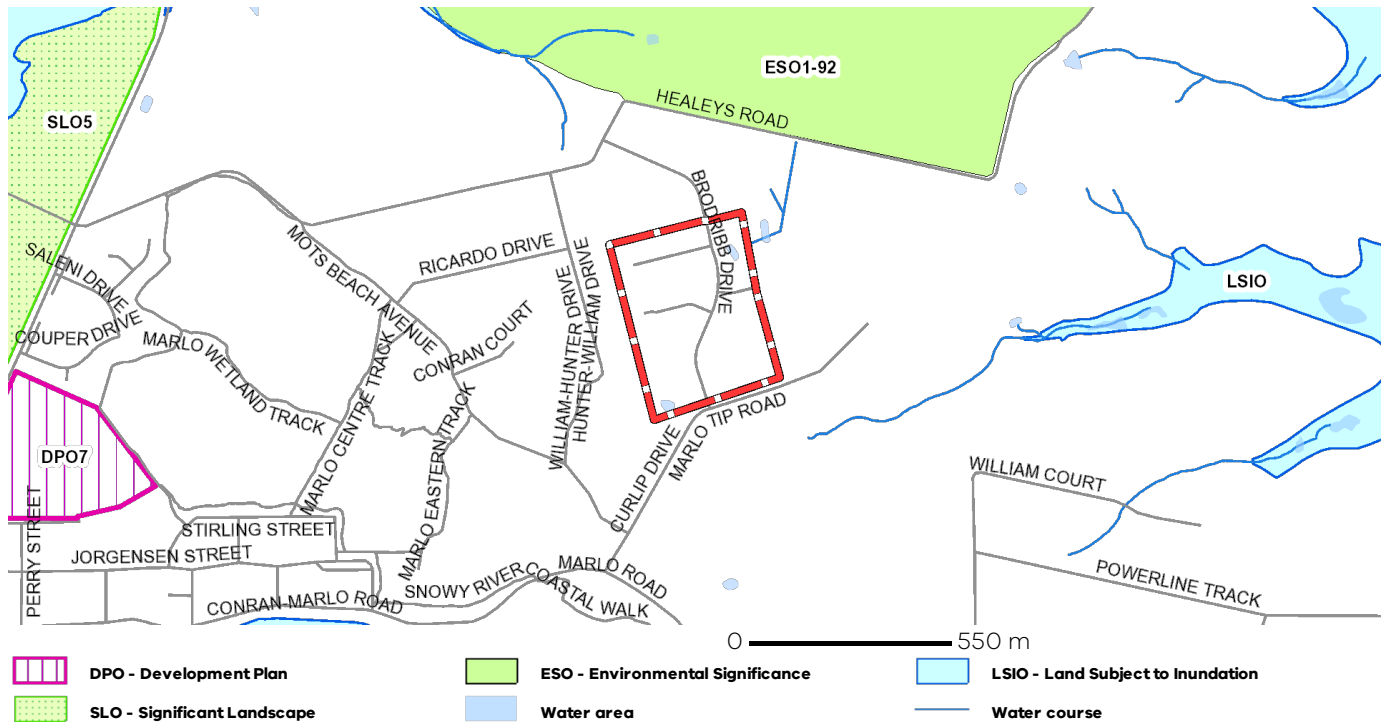 ESO1-92
SLO5
HEALEYS ROAD
BRODRIBB DRIVE
MOTS BEACH AVENUE
RICARDO DRIVE
SALENI DRIVE
COUPER DRIVE
MARLO WETLAND TRACK
CONRAN COURT
WILLIAM-HUNTER DRIVE
HUNTER-WILLIAM DRIVE
LSIO
MARLO CENTRE TRACK
MARLO EASTERN TRACK
CURLIP DRIVE
MARLO TIP ROAD
DPO7
WILLIAM COURT
PERRY STREET
STIRLING STREET
JORGENSEN STREET
SNOWY RIVER COASTAL WALK
MARLO ROAD
CONRAN-MARLO ROAD
POWERLINE TRACK
0 550 m
DPO - Development Plan
ESO - Environmental Significance
LSIO - Land Subject to Inundation
SLO - Significant Landscape
Water area
Water course